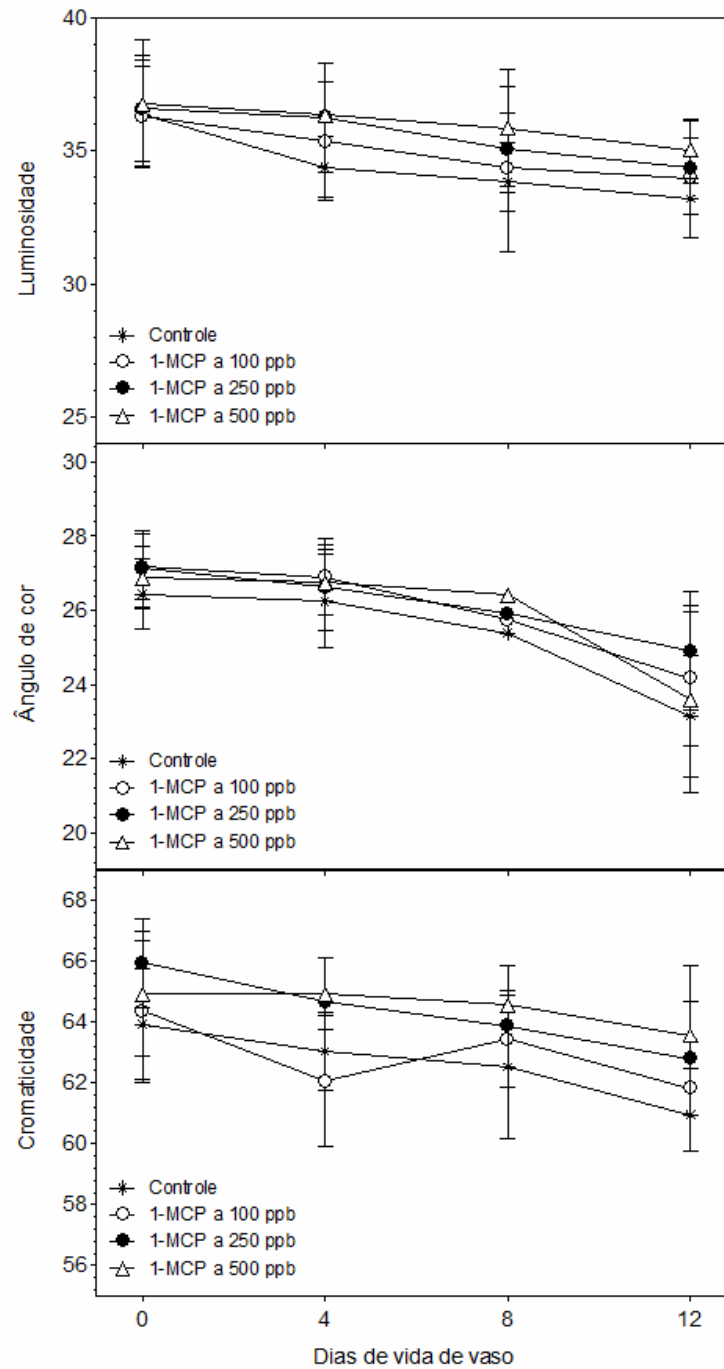 40
35
30
25
Luminosidade
Controle
1-MCP a 100 ppb
1-MCP a 250 ppb
1-MCP a 500 ppb
30
28
26
24
22
20
Ângulo de cor
Controle
1-MCP a 100 ppb
1-MCP a 250 ppb
1-MCP a 500 ppb
68
66
64
62
60
58
56
Cromaticidade
Controle
1-MCP a 100 ppb
1-MCP a 250 ppb
1-MCP a 500 ppb
0 4 8 12
Dias de vida de vaso